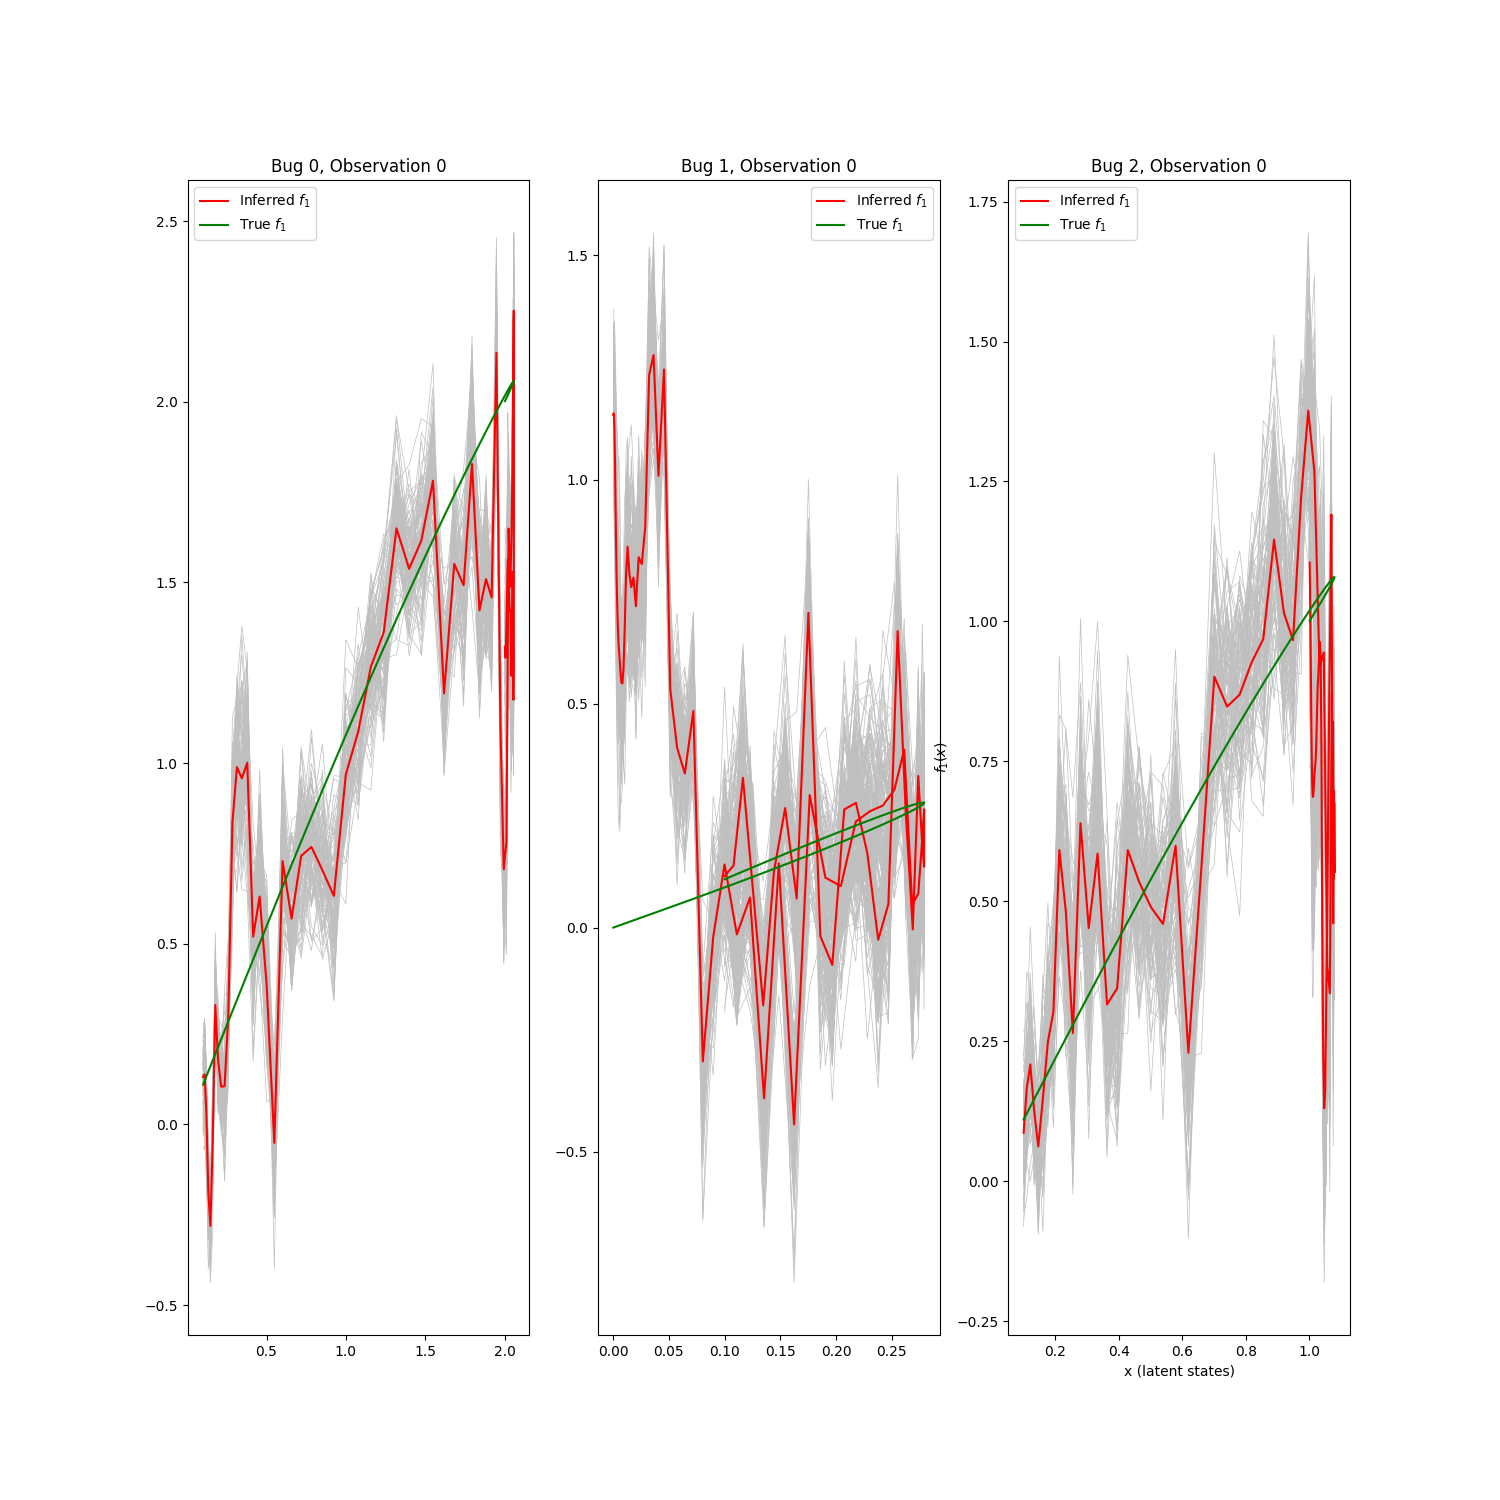 Bug 0, Observation 0
Inferred f₁
True f₁
2.5
2.0
1.5
1.0
0.5
0.0
−0.5
0.5 1.0 1.5 2.0
Bug 1, Observation 0
Inferred f₁
True f₁
1.5
1.0
0.5
0.0
−0.5
0.00 0.05 0.10 0.15 0.20 0.25
Bug 2, Observation 0
Inferred f₁
True f₁
f₁(x)
1.75
1.50
1.25
1.00
0.75
0.50
0.25
0.00
−0.25
0.2 0.4 0.6 0.8 1.0
x (latent states)